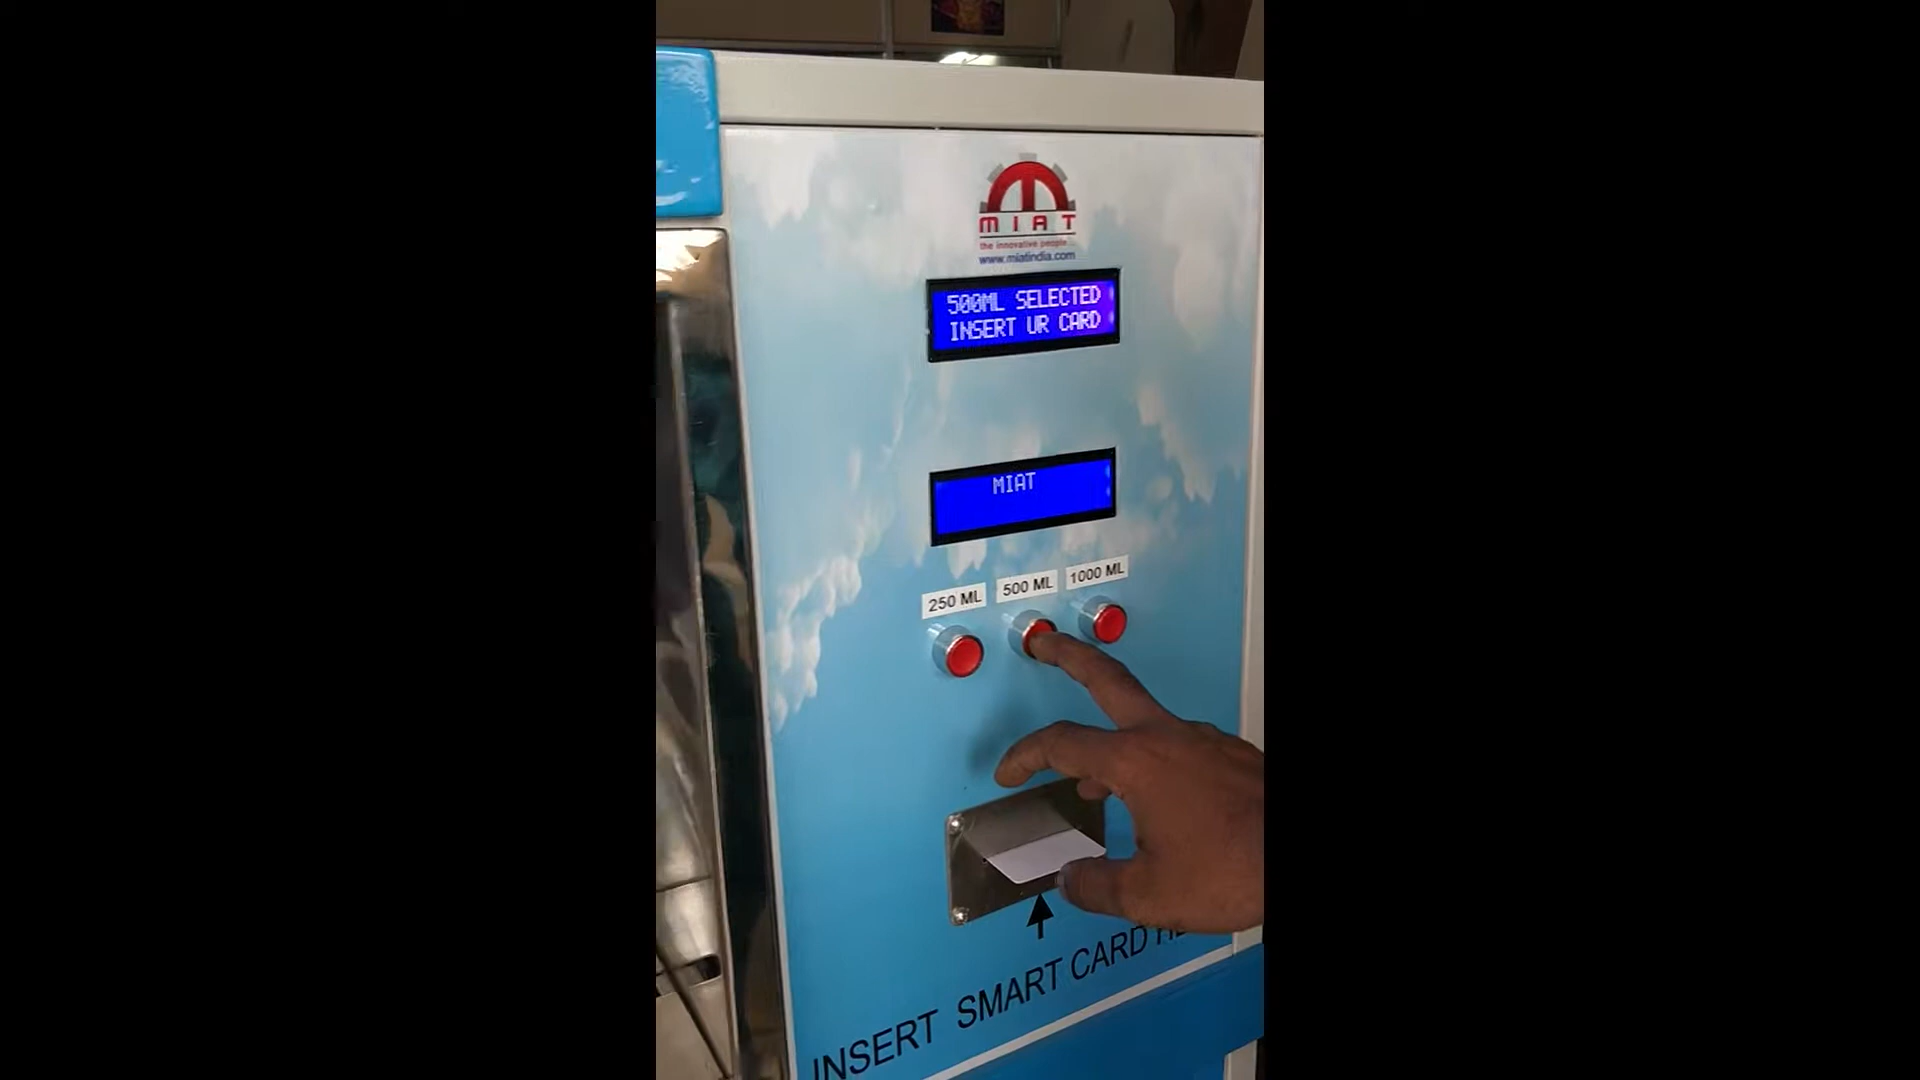 MIAT
the innovative people...
www.miatindia.com
500ML SELECTED
INSERT UR CARD
MIAT
250 ML
500 ML
1000 ML
INSERT SMART CARD